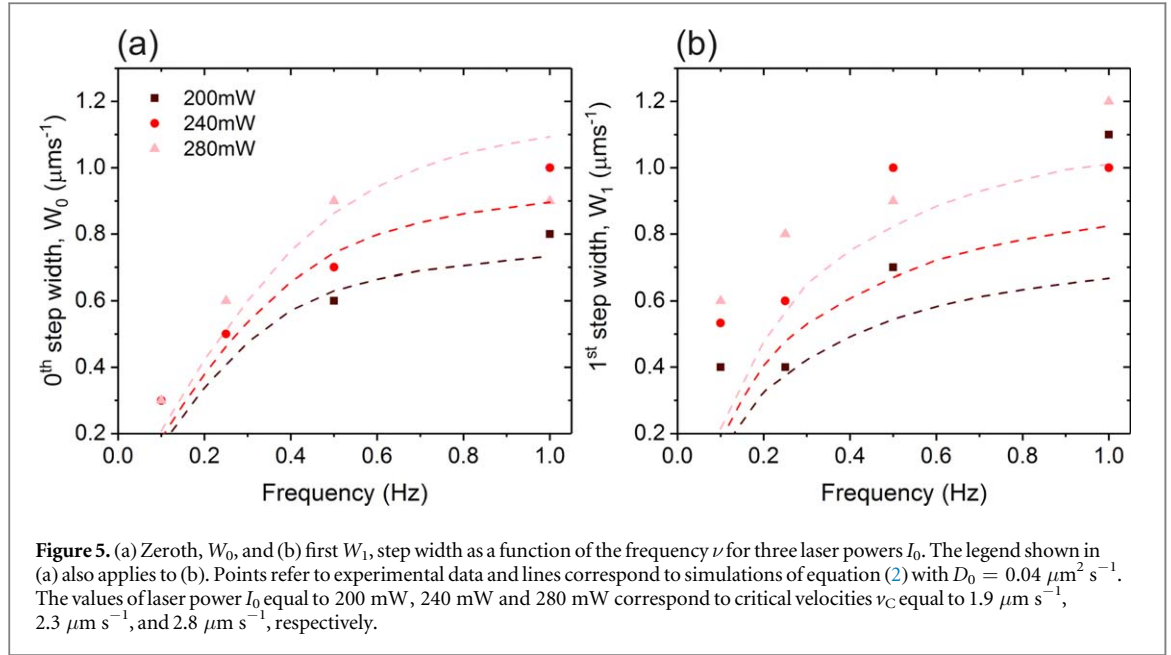 (a)
(b)
0th step width, W0 (μms-1)
1.2
1.0
0.8
0.6
0.4
0.2
200mW
240mW
280mW
0.0 0.2 0.4 0.6 0.8 1.0
Frequency (Hz)
1st step width, W1 (μms-1)
1.2
1.0
0.8
0.6
0.4
0.2
0.0 0.2 0.4 0.6 0.8 1.0
Frequency (Hz)
Figure 5. (a) Zeroth, W0, and (b) first W1, step width as a function of the frequency ν for three laser powers I0. The legend shown in
(a) also applies to (b). Points refer to experimental data and lines correspond to simulations of equation (2) with D0 = 0.04 μm2 s−1.
The values of laser power I0 equal to 200 mW, 240 mW and 280 mW correspond to critical velocities vC equal to 1.9 μm s−1,
2.3 μm s−1, and 2.8 μm s−1, respectively.